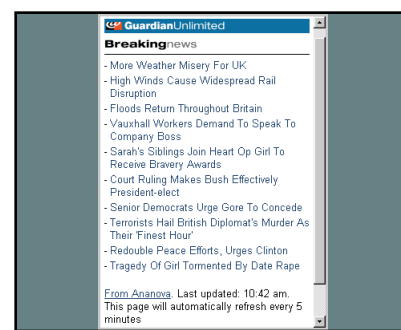 GuardianUnlimited
Breakingnews
- More Weather Misery For UK
- High Winds Cause Widespread Rail
Disruption
- Floods Return Throughout Britain
- Vauxhall Workers Demand To Speak To
Company Boss
- Sarah's Siblings Join Heart Op Girl To
Receive Bravery Awards
- Court Ruling Makes Bush Effectively
President-elect
- Senior Democrats Urge Gore To Concede
- Terrorists Hail British Diplomat's Murder As
Their 'Finest Hour'
- Redouble Peace Efforts, Urges Clinton
- Tragedy Of Girl Tormented By Date Rape
From Ananova. Last updated: 10:42 am.
This page will automatically refresh every 5
minutes